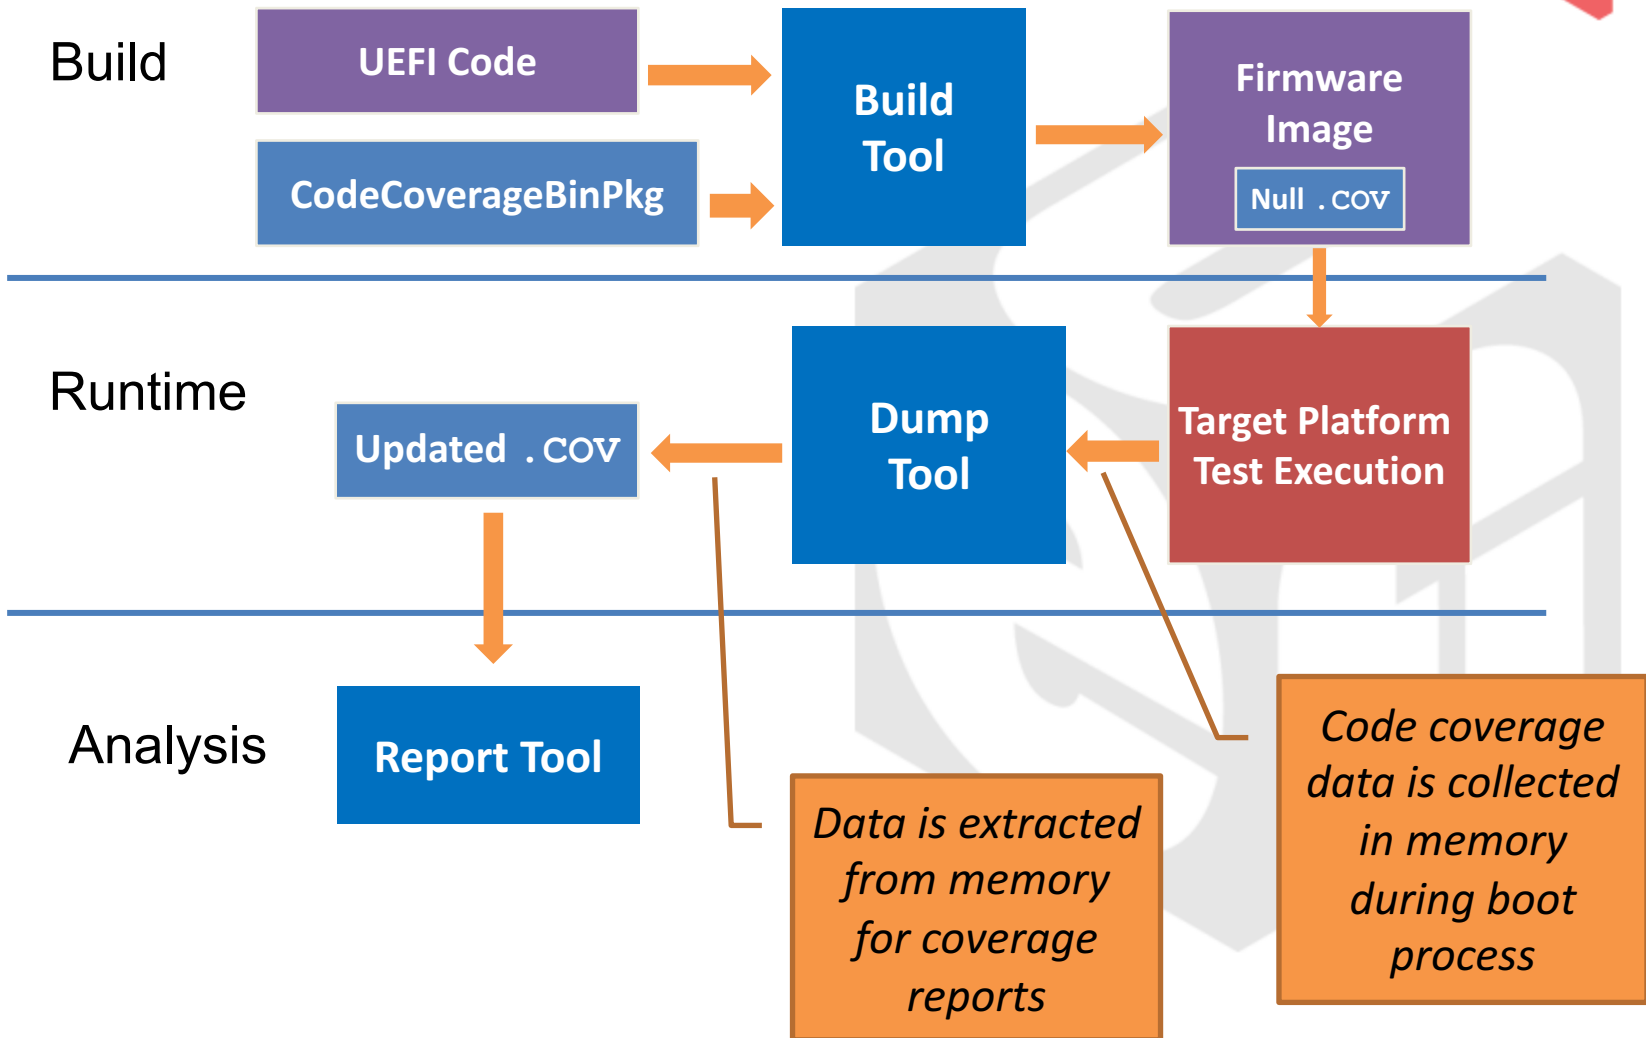 Build
UEFI Code
CodeCoverageBinPkg
Build
Tool
Firmware
Image
Null .COV
Runtime
Updated .COV
Dump
Tool
Target Platform
Test Execution
Analysis
Report Tool
Data is extracted
from memory
for coverage
reports
Code coverage
data is collected
in memory
during boot
process